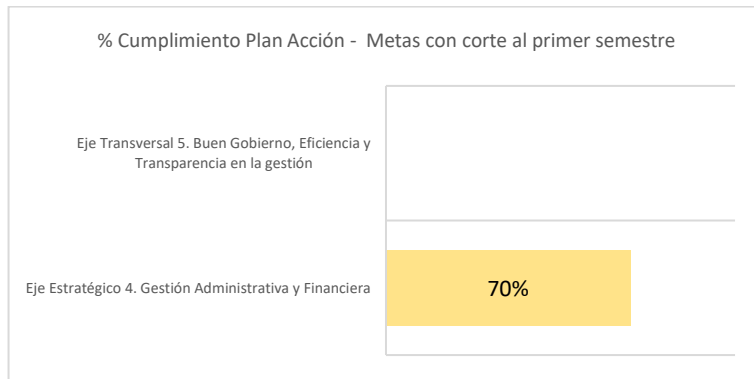 % Cumplimiento Plan Acción - Metas con corte al primer semestre
Eje Transversal 5. Buen Gobierno, Eficiencia y
Transparencia en la gestión
Eje Estratégico 4. Gestión Administrativa y Financiera
70%